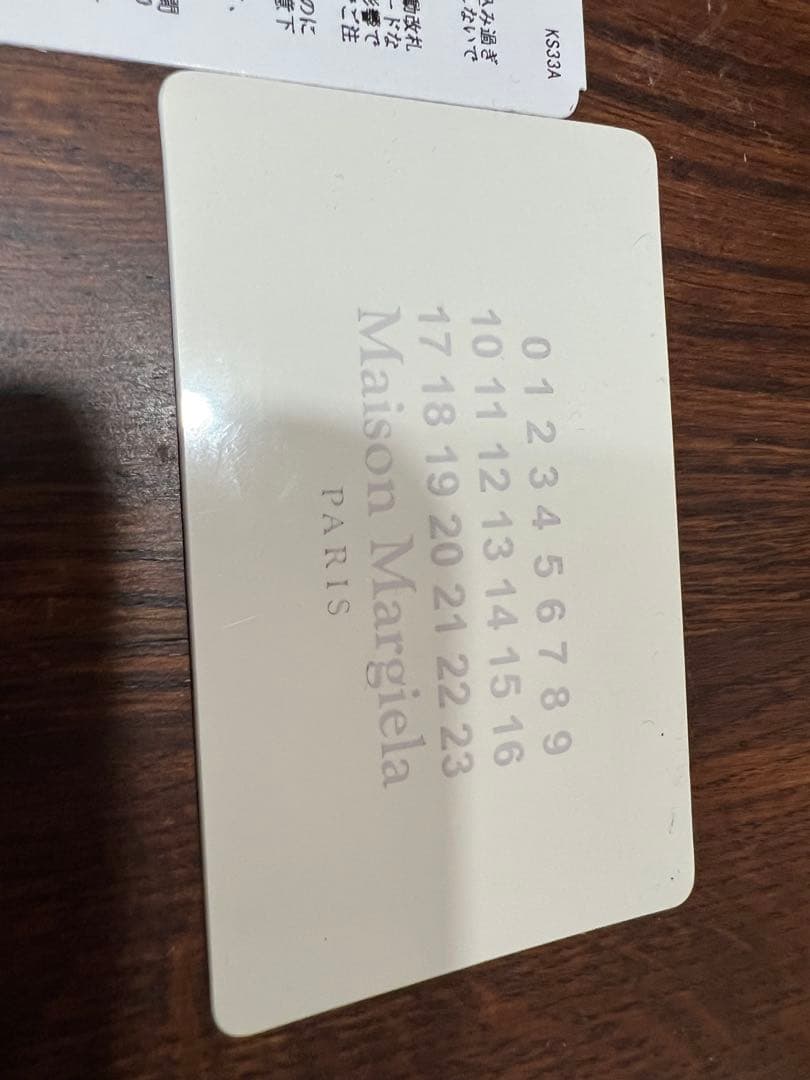 KS33A
0 1 2 3 4 5 6 7 8 9
10 11 12 13 14 15 16
17 18 19 20 21 22 23
Maison Margiela
PARIS